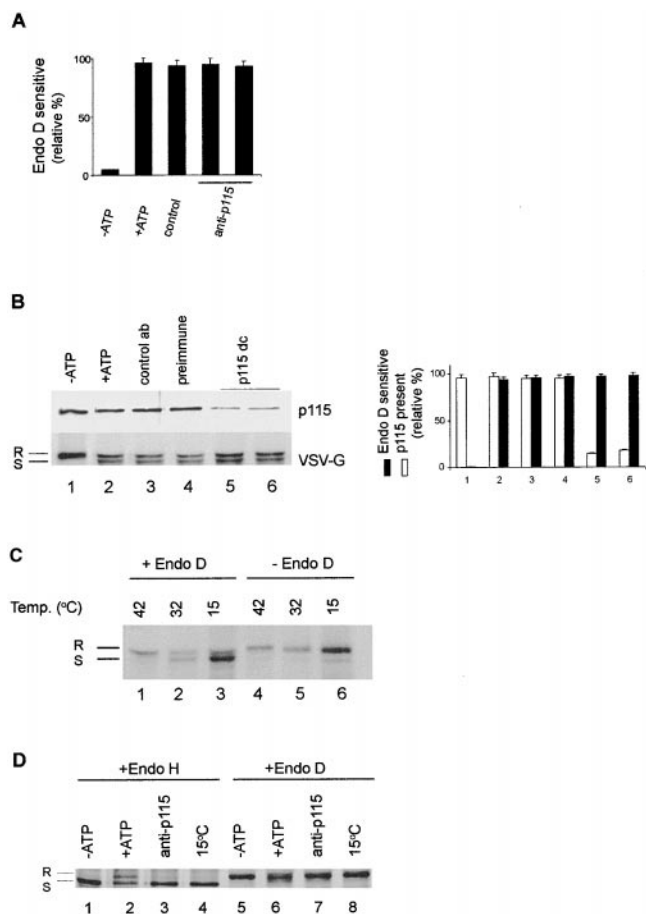 A
Endo D sensitive
(relative %)
100
50
0
-ATP
+ATP
control
anti-p115
B
-ATP
+ATP
control ab
preimmune
p115 dc
p115
R
S
VSV-G
1 2 3 4 5 6
Endo D sensitive
p115 present
(relative %)
100
50
0
1 2 3 4 5 6
C
+ Endo D - Endo D
Temp. (ºC) 42 32 15 42 32 15
R
S
1 2 3 4 5 6
D
+Endo H +Endo D
-ATP
+ATP
anti-p115
15ºC
-ATP
+ATP
anti-p115
15ºC
R
S
1 2 3 4 5 6 7 8